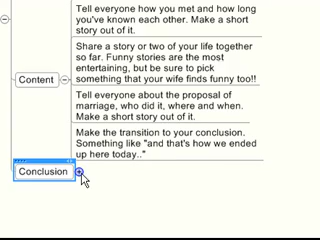 Tell everyone how you met and how long
you've known each other. Make a short
story out of it.
Share a story or two of your life together
so far. Funny stories are the most
entertaining, but be sure to pick
something that your wife finds funny too!!
Content
Tell everyone about the proposal of
marriage, who did it, where and when.
Make a short story out of it.
Make the transition to your conclusion.
Something like "and that's how we ended
up here today.."
Conclusion